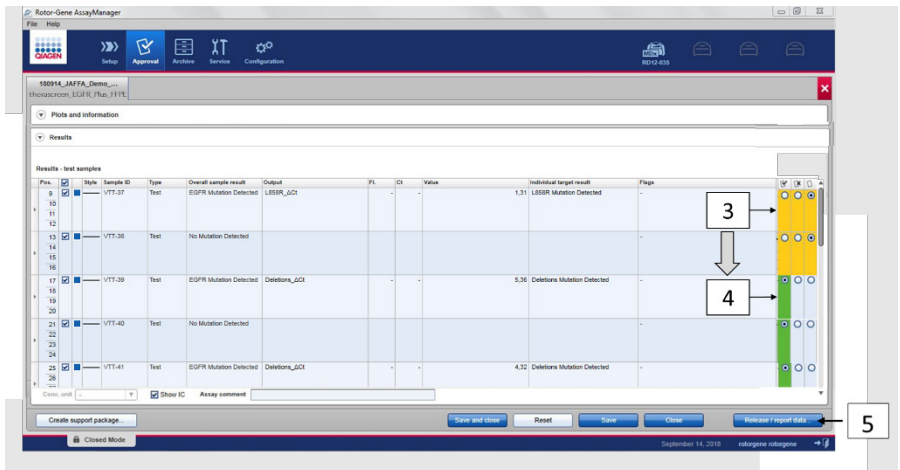 Rotor-Gene AssayManager
File Help
QIAGEN Setup Approval Archive Service Configuration RD12-835
180914_JAFFA_Demo_...
therascreen_EGFR_Plus_FFPE
Plots and information
Results
Results - test samples
Pos. Style Sample ID Type Overall sample result Output Fl. Ct Value Individual target result Flags
9 VTT-37 Test EGFR Mutation Detected L858R_ΔCt - - 1,31 L858R Mutation Detected -
10
11
12
3
13 VTT-38 Test No Mutation Detected -
14
15
16
17 VTT-39 Test EGFR Mutation Detected Deletions_ΔCt - - 5,36 Deletions Mutation Detected -
18
19
20
4
21 VTT-40 Test No Mutation Detected -
22
23
24
25 VTT-41 Test EGFR Mutation Detected Deletions_ΔCt - - 4,32 Deletions Mutation Detected -
26
Conc. unit - Show IC Assay comment
Create support package... Save and close Reset Save Close Release / report data... 5
Closed Mode September 14, 2018 rotorgene rotorgene